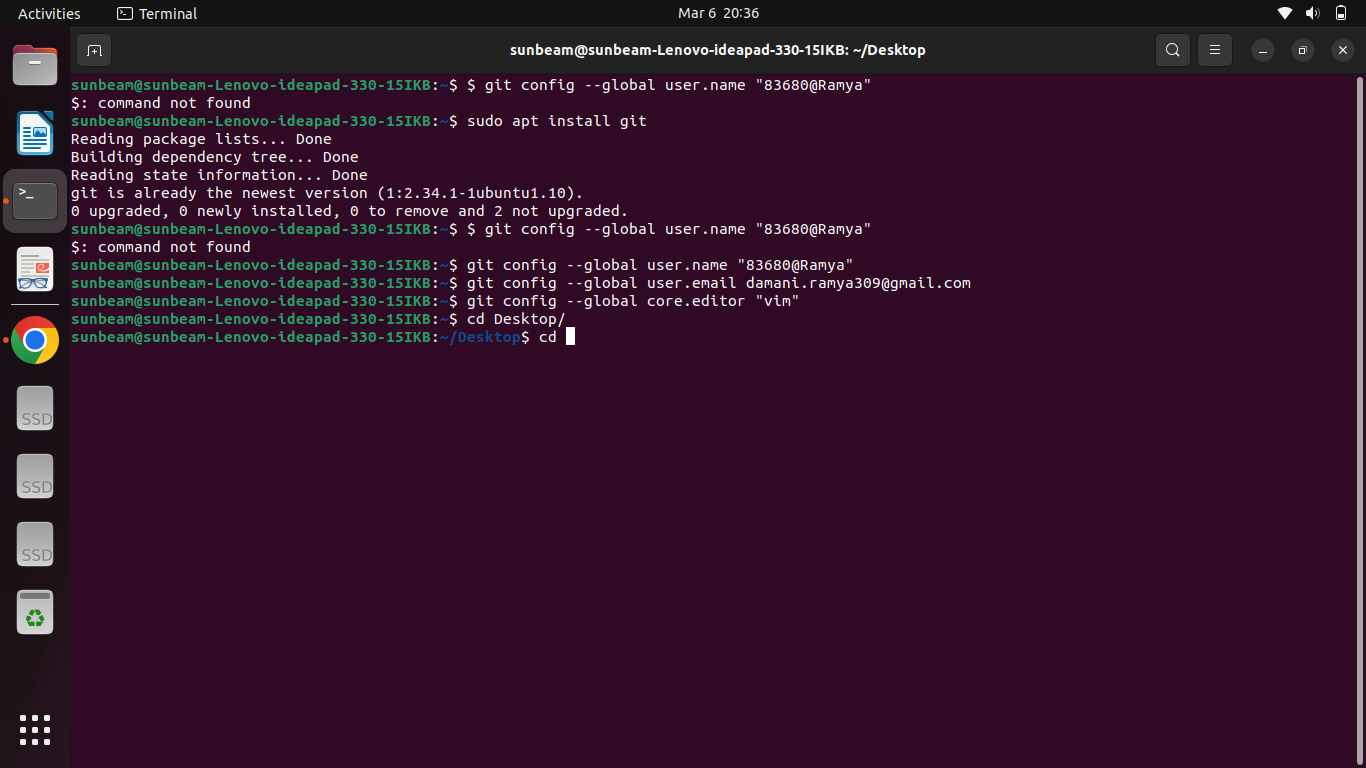 Activities
Terminal
Mar 6 20:36
sunbeam@sunbeam-Lenovo-ideapad-330-15IKB: ~/Desktop
sunbeam@sunbeam-Lenovo-ideapad-330-15IKB:~$ $ git config --global user.name "83680@Ramya"
$: command not found
sunbeam@sunbeam-Lenovo-ideapad-330-15IKB:~$ sudo apt install git
Reading package lists... Done
Building dependency tree... Done
Reading state information... Done
git is already the newest version (1:2.34.1-1ubuntu1.10).
0 upgraded, 0 newly installed, 0 to remove and 2 not upgraded.
sunbeam@sunbeam-Lenovo-ideapad-330-15IKB:~$ $ git config --global user.name "83680@Ramya"
$: command not found
sunbeam@sunbeam-Lenovo-ideapad-330-15IKB:~$ git config --global user.name "83680@Ramya"
sunbeam@sunbeam-Lenovo-ideapad-330-15IKB:~$ git config --global user.email damani.ramya309@gmail.com
sunbeam@sunbeam-Lenovo-ideapad-330-15IKB:~$ git config --global core.editor "vim"
sunbeam@sunbeam-Lenovo-ideapad-330-15IKB:~$ cd Desktop/
sunbeam@sunbeam-Lenovo-ideapad-330-15IKB:~/Desktop$ cd
>_
SSD
SSD
SSD